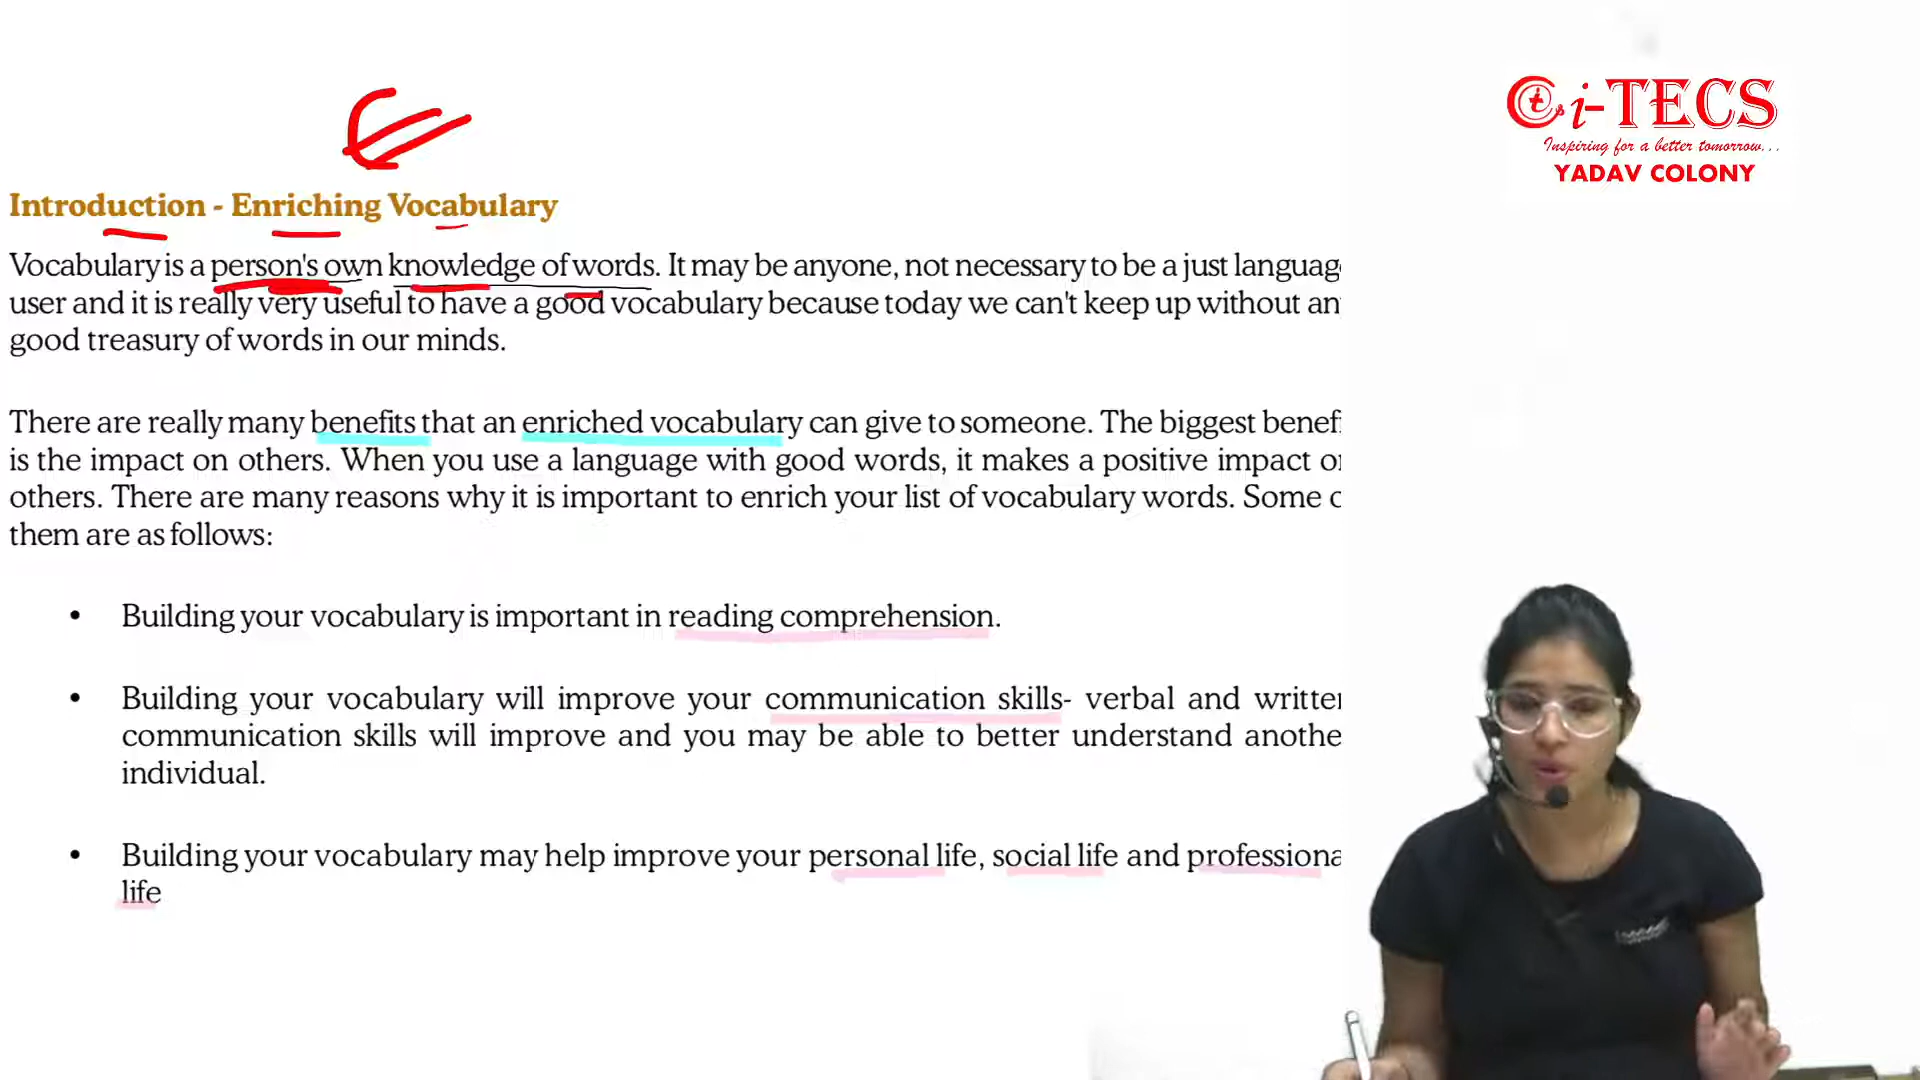 i-TECS
Inspiring for a better tomorrow...
YADAV COLONY
Introduction - Enriching Vocabulary
Vocabulary is a person's own knowledge of words. It may be anyone, not necessary to be a just languag
user and it is really very useful to have a good vocabulary because today we can't keep up without an
good treasury of words in our minds.
There are really many benefits that an enriched vocabulary can give to someone. The biggest benefi
is the impact on others. When you use a language with good words, it makes a positive impact o
others. There are many reasons why it is important to enrich your list of vocabulary words. Some o
them are as follows:
• Building your vocabulary is important in reading comprehension.
• Building your vocabulary will improve your communication skills- verbal and writte
communication skills will improve and you may be able to better understand anothe
individual.
• Building your vocabulary may help improve your personal life, social life and professiona
life